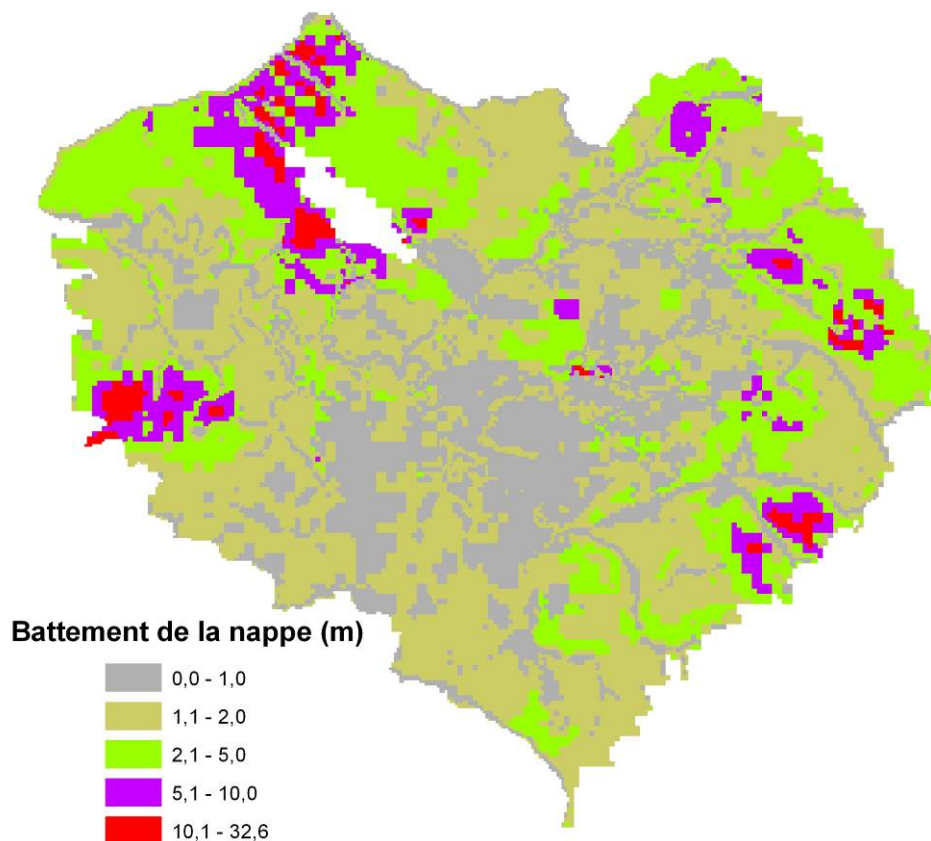 Battement de la nappe (m)
0,0 - 1,0
1,1 - 2,0
2,1 - 5,0
5,1 - 10,0
10,1 - 32,6